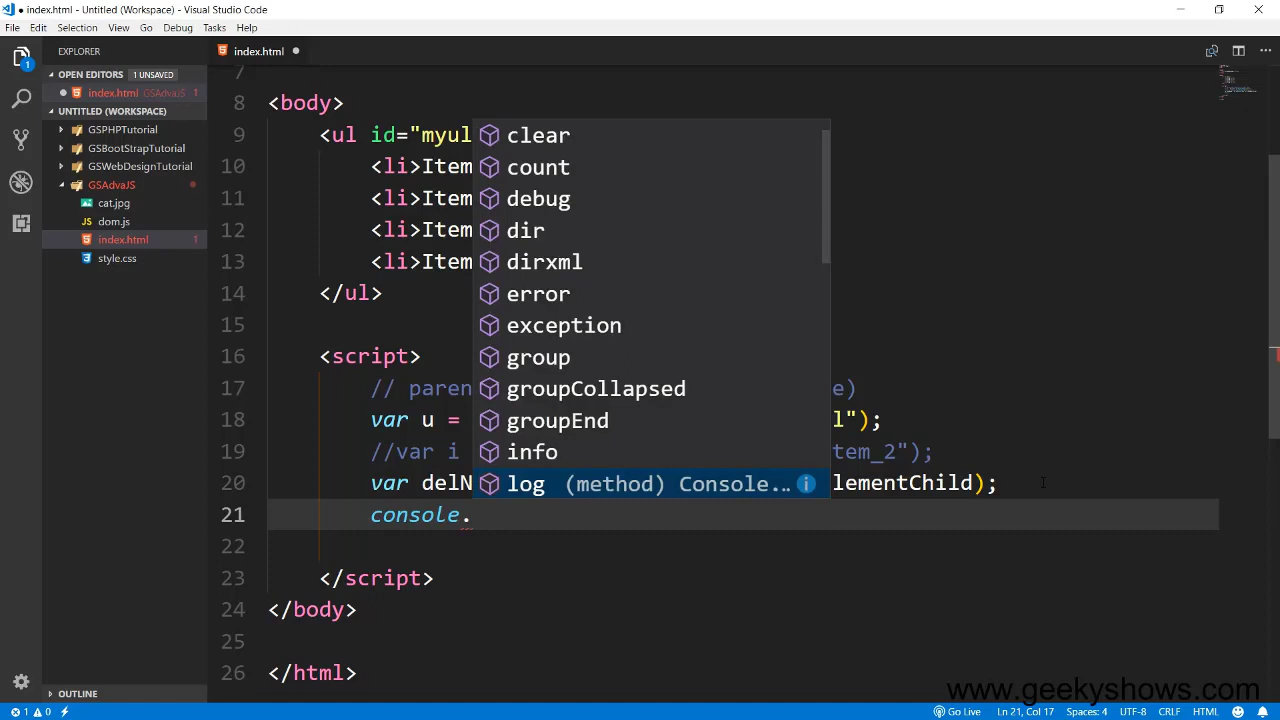 index.html - Untitled (Workspace) - Visual Studio Code
File Edit Selection View Go Debug Tasks Help
EXPLORER
index.html
OPEN EDITORS 1 UNSAVED
index.html GSAdvaJS 1
UNTITLED (WORKSPACE)
GSPHPTutorial
GSBootStrapTutorial
GSWebDesignTutorial
GSAdvaJS
cat.jpg
dom.js
index.html 1
style.css
OUTLINE
7
8 <body>
9 <ul id="myul
10 <li>Item
11 <li>Item
12 <li>Item
13 <li>Item
14 </ul>
15
16 <script>
17 // paren e)
18 var u = l");
19 //var i tem_2");
20 var delN lementChild);
21 console.
22
23 </script>
24 </body>
25
26 </html>
clear
count
debug
dir
dirxml
error
exception
group
groupCollapsed
groupEnd
info
log (method) Console...
www.geekyshows.com
1 0 Go Live Ln 21, Col 17 Spaces: 4 UTF-8 CRLF HTML